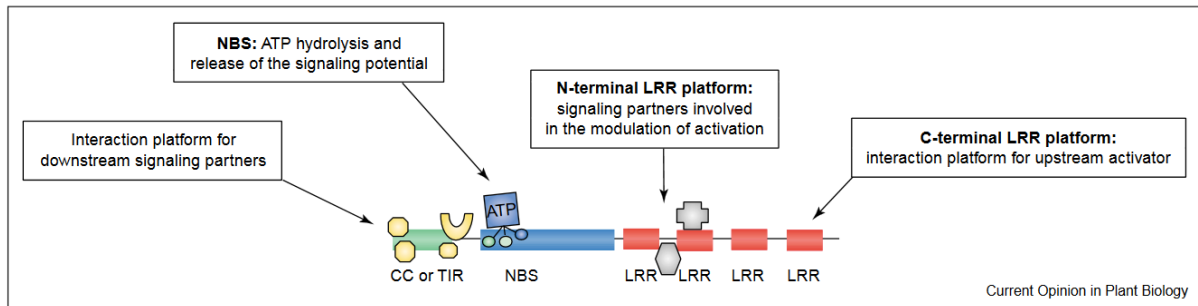 NBS: ATP hydrolysis and
release of the signaling potential
N-terminal LRR platform:
signaling partners involved
in the modulation of activation
Interaction platform for
downstream signaling partners
C-terminal LRR platform:
interaction platform for upstream activator
ATP
CC or TIR
NBS
LRR
LRR
LRR
LRR
Current Opinion in Plant Biology